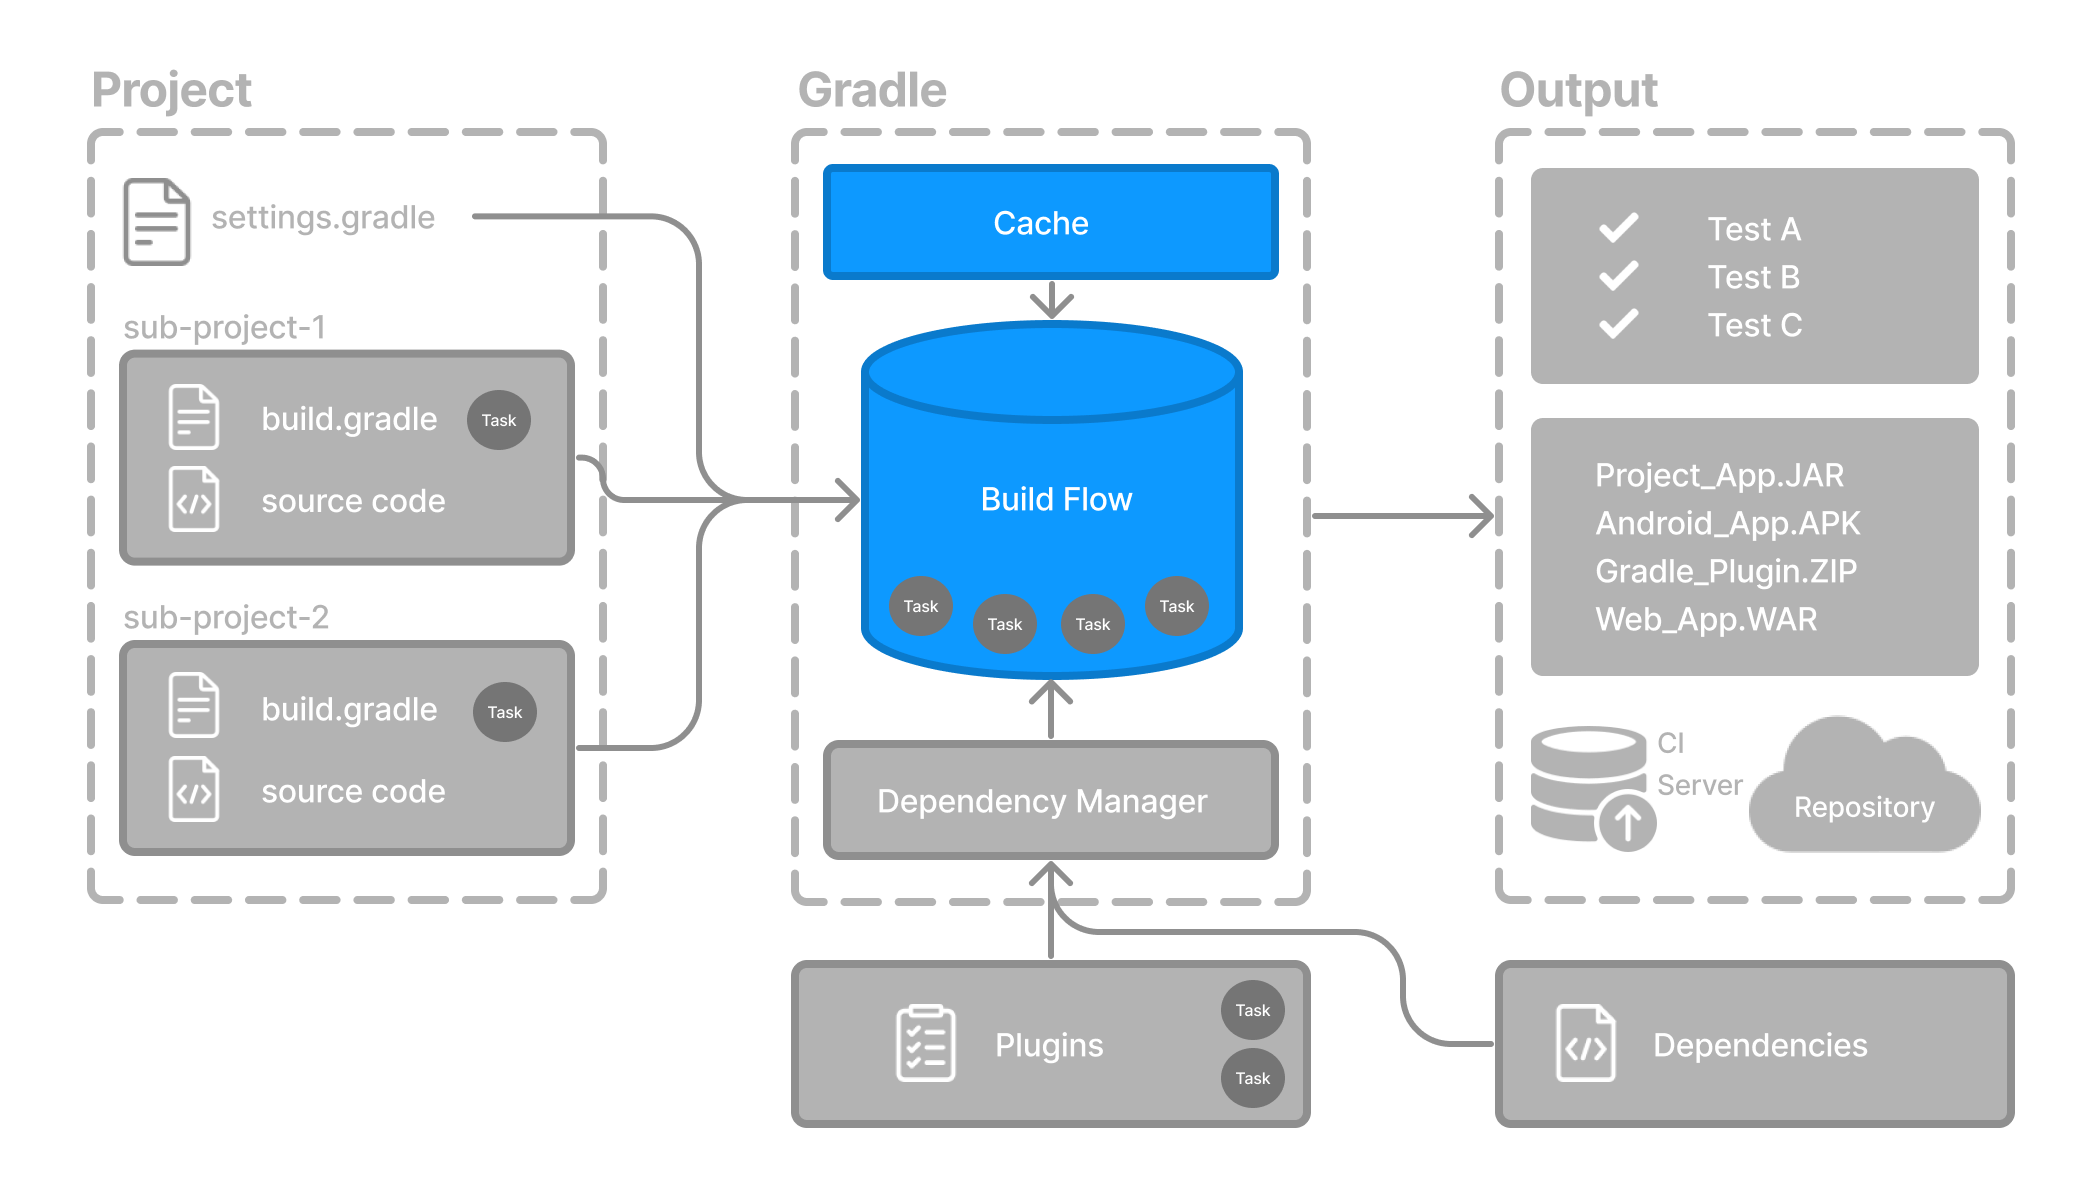 Project
settings.gradle
sub-project-1
build.gradle
Task
source code
sub-project-2
build.gradle
Task
source code
Gradle
Cache
Build Flow
Task
Task
Task
Task
Dependency Manager
Plugins
Task
Task
Output
Test A
Test B
Test C
Project_App.JAR
Android_App.APK
Gradle_Plugin.ZIP
Web_App.WAR
CI
Server
Repository
Dependencies